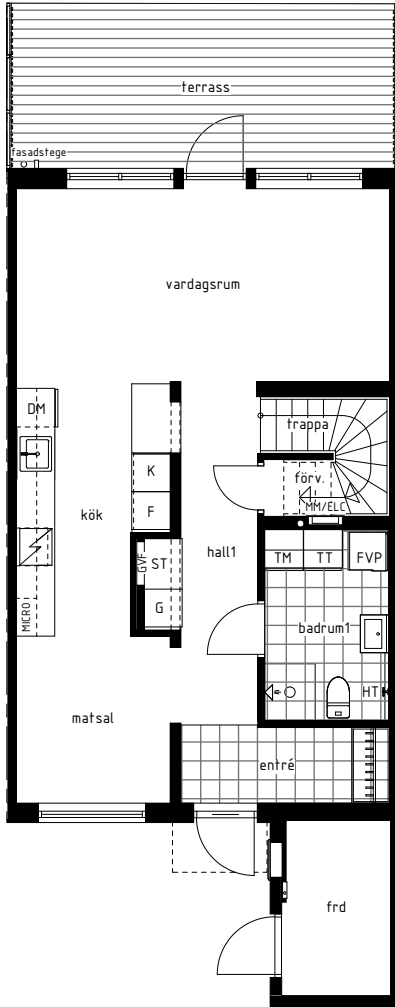 terrass
fasadstege
vardagsrum
DM
trappa
K
förv.
F
MM/ELC
kök
hall1
GVF
ST
TM
TT
FVP
G
MICRO
badrum1
HT
matsal
entré
frd